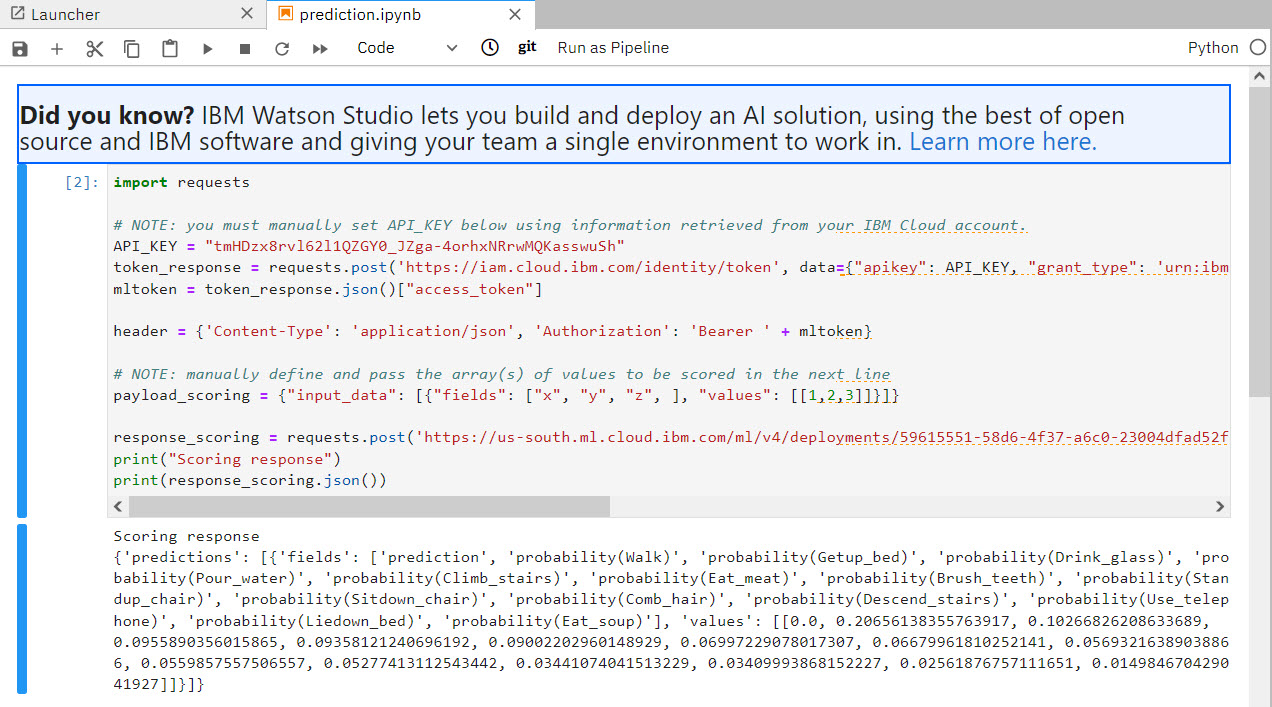 Launcher
prediction.ipynb
Code
git
Run as Pipeline
Python
Did you know? IBM Watson Studio lets you build and deploy an AI solution, using the best of open
source and IBM software and giving your team a single environment to work in. Learn more here.
[2]:
import requests
# NOTE: you must manually set API_KEY below using information retrieved from your IBM Cloud account.
API_KEY = "tmHDzx8rvl62l1QZGY0_JZga-4orhxNRrwMQKasswuSh"
token_response = requests.post('https://iam.cloud.ibm.com/identity/token', data={"apikey": API_KEY, "grant_type": 'urn:ibm
mltoken = token_response.json()["access_token"]
header = {'Content-Type': 'application/json', 'Authorization': 'Bearer ' + mltoken}
# NOTE: manually define and pass the array(s) of values to be scored in the next line
payload_scoring = {"input_data": [{"fields": ["x", "y", "z", ], "values": [[1,2,3]]}]}
response_scoring = requests.post('https://us-south.ml.cloud.ibm.com/ml/v4/deployments/59615551-58d6-4f37-a6c0-23004dfad52f
print("Scoring response")
print(response_scoring.json())
Scoring response
{'predictions': [{'fields': ['prediction', 'probability(Walk)', 'probability(Getup_bed)', 'probability(Drink_glass)', 'pro
bability(Pour_water)', 'probability(Climb_stairs)', 'probability(Eat_meat)', 'probability(Brush_teeth)', 'probability(Stan
dup_chair)', 'probability(Sitdown_chair)', 'probability(Comb_hair)', 'probability(Descend_stairs)', 'probability(Use_telep
hone)', 'probability(Liedown_bed)', 'probability(Eat_soup)'], 'values': [[0.0, 0.20656138355763917, 0.10266826208633689,
0.0955890356015865, 0.09358121240696192, 0.09002202960148929, 0.06997229078017307, 0.06679961810252141, 0.0569321638903886
6, 0.0559857557506557, 0.05277413112543442, 0.03441074041513229, 0.03409993868152227, 0.02561876757111651, 0.0149846704290
41927]]}]}